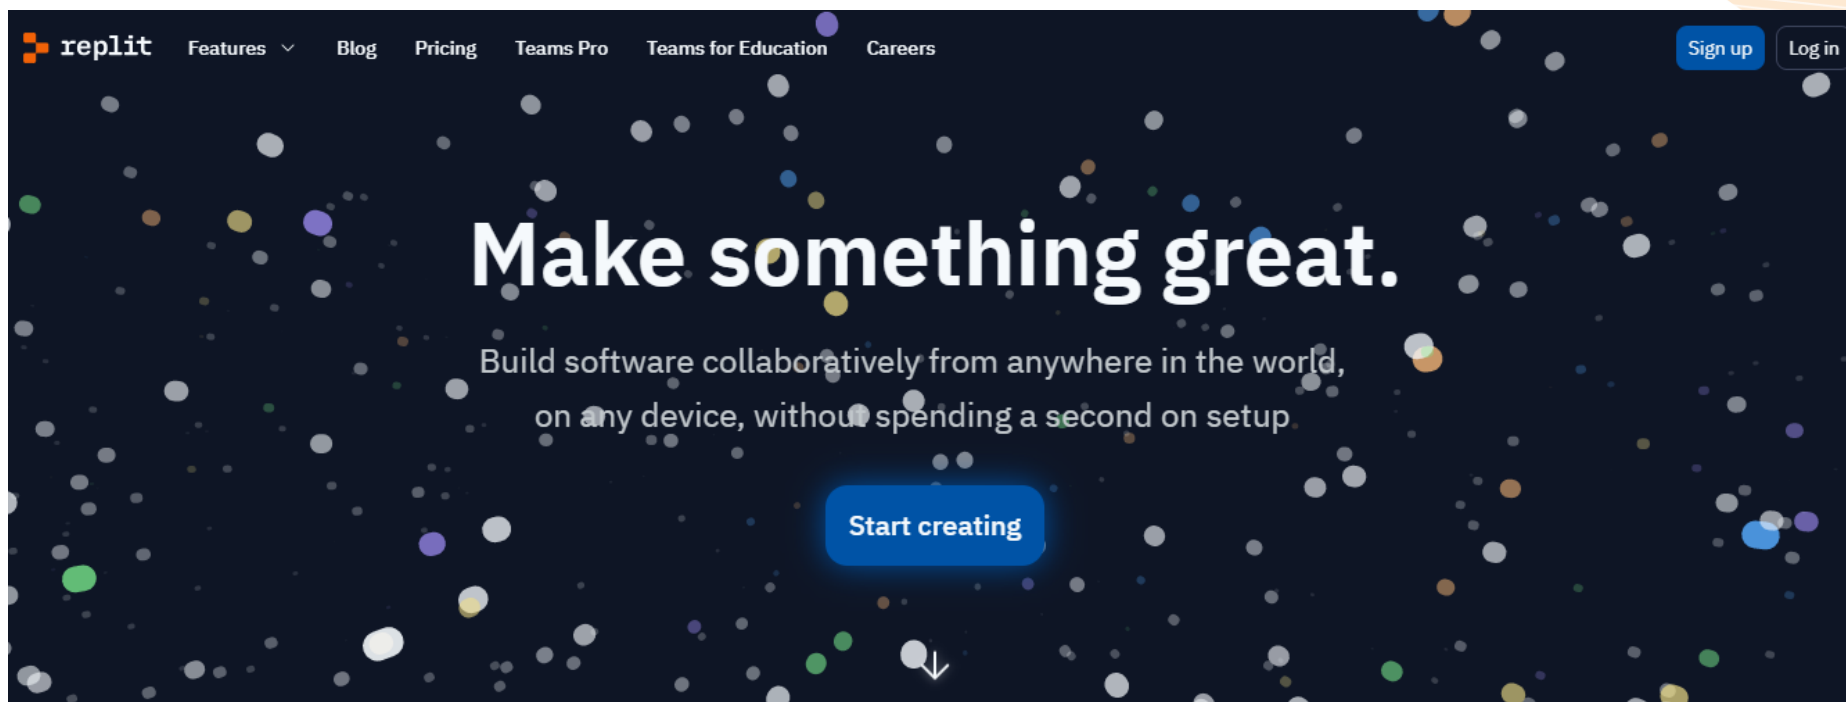 replit Features Blog Pricing Teams Pro Teams for Education Careers Sign up Log in
Make something great.
Build software collaboratively from anywhere in the world,
on any device, without spending a second on setup
Start creating